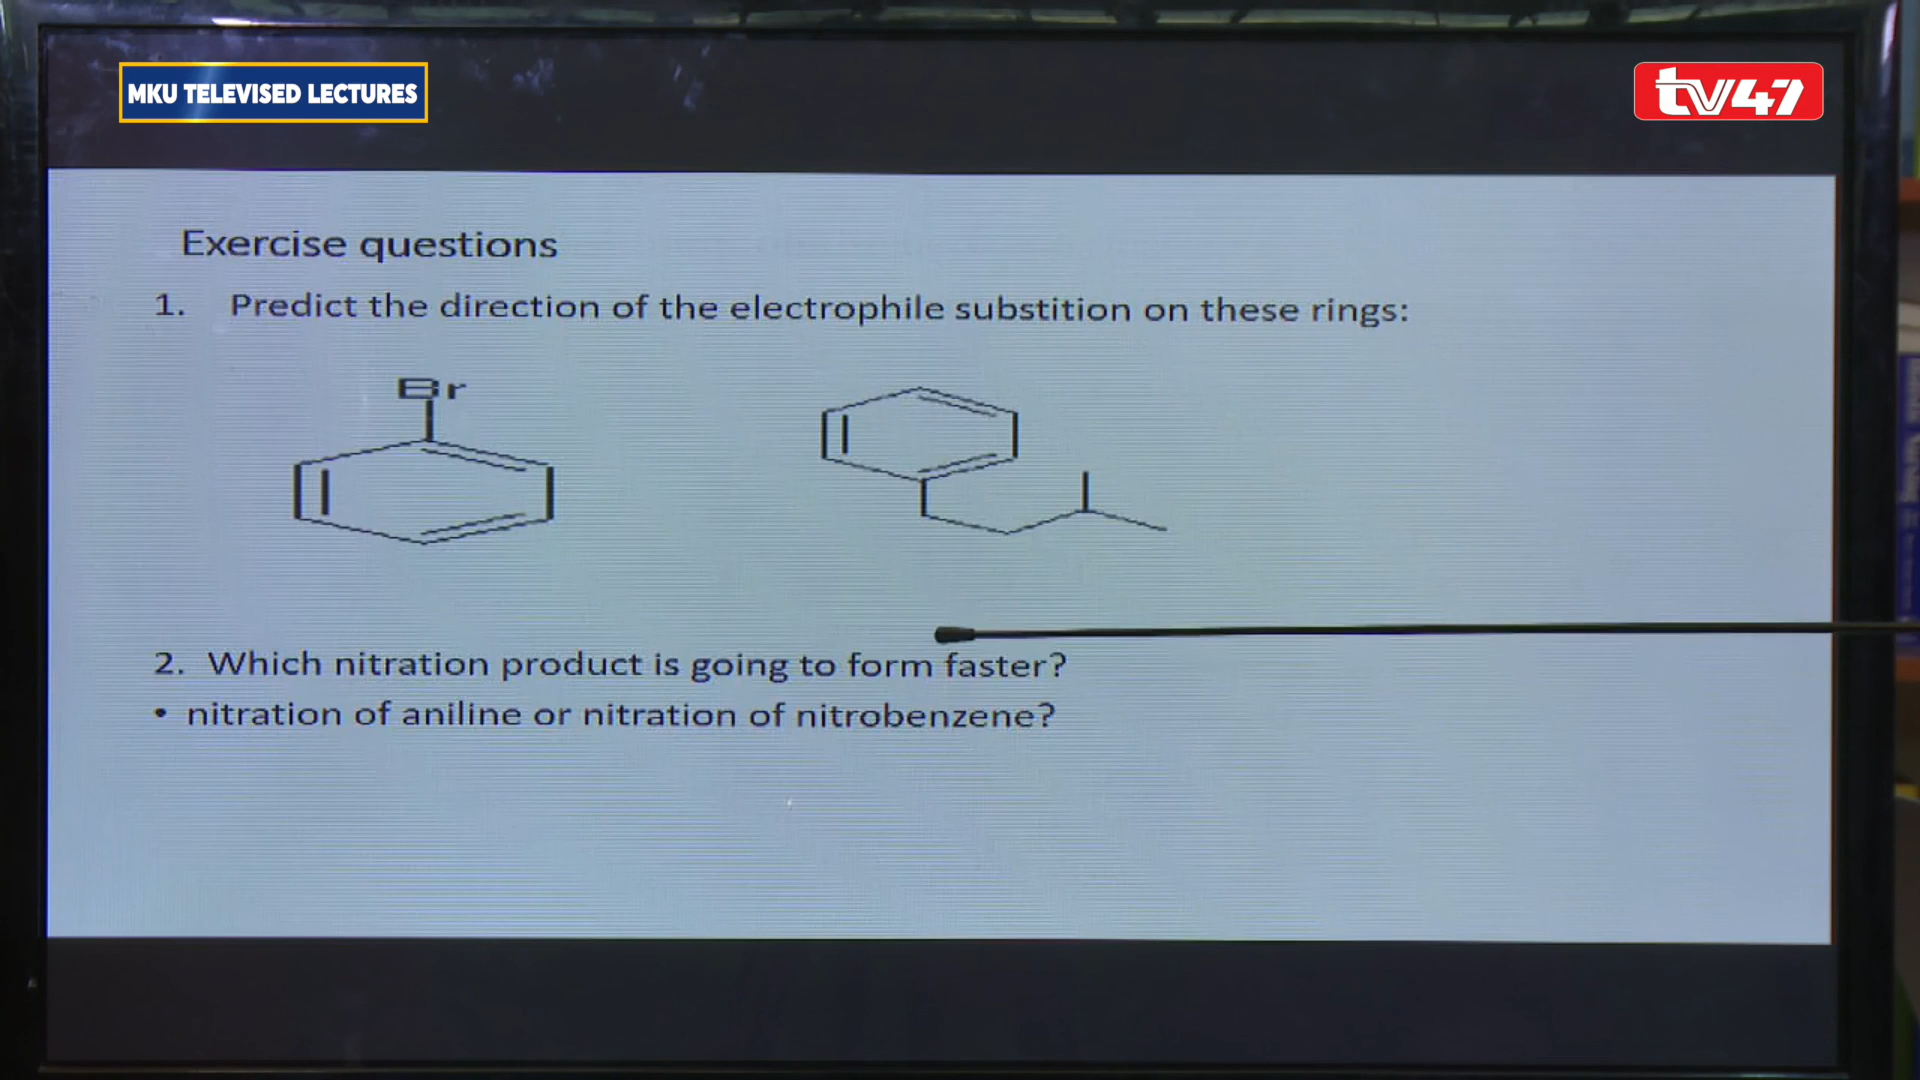 MKU TELEVISED LECTURES
tv47
Exercise questions
1. Predict the direction of the electrophile substition on these rings:
Br
2. Which nitration product is going to form faster?
• nitration of aniline or nitration of nitrobenzene?